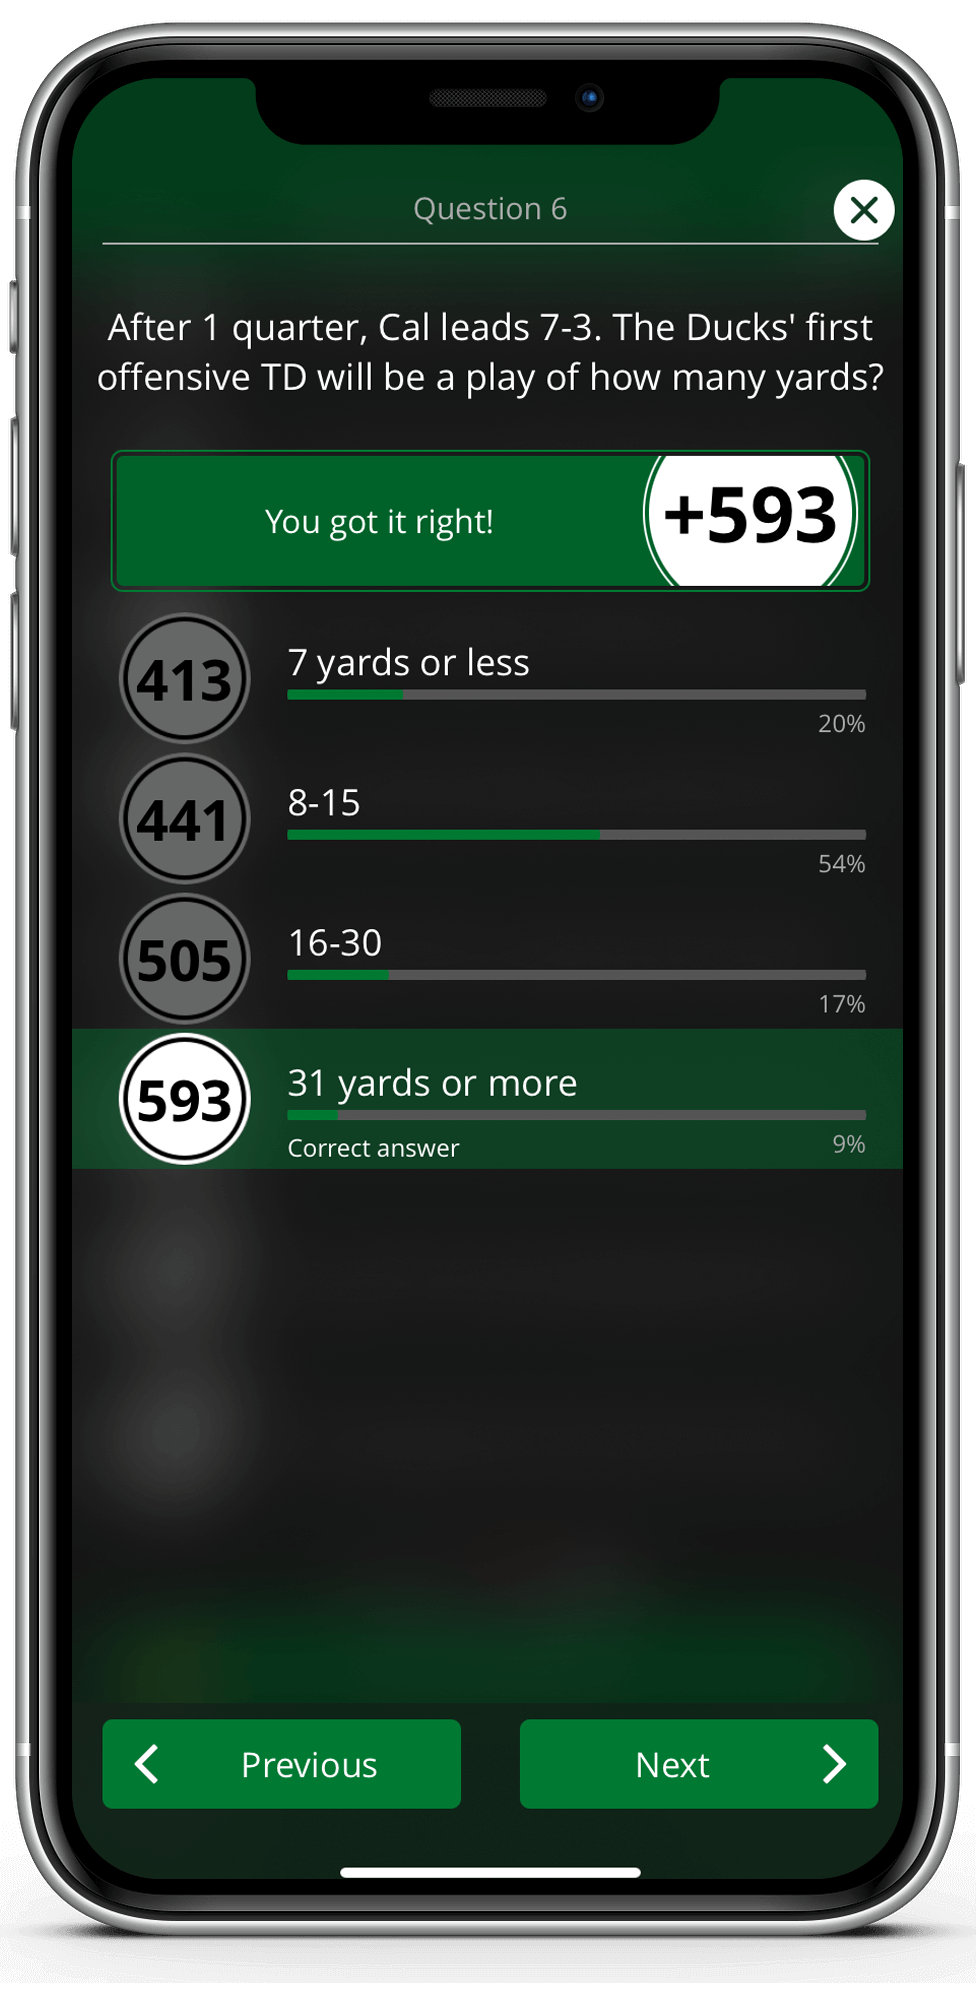 Question 6
After 1 quarter, Cal leads 7-3. The Ducks' first
offensive TD will be a play of how many yards?
You got it right!
+593
413
7 yards or less
20%
441
8-15
54%
505
16-30
17%
593
31 yards or more
Correct answer
9%
Previous
Next